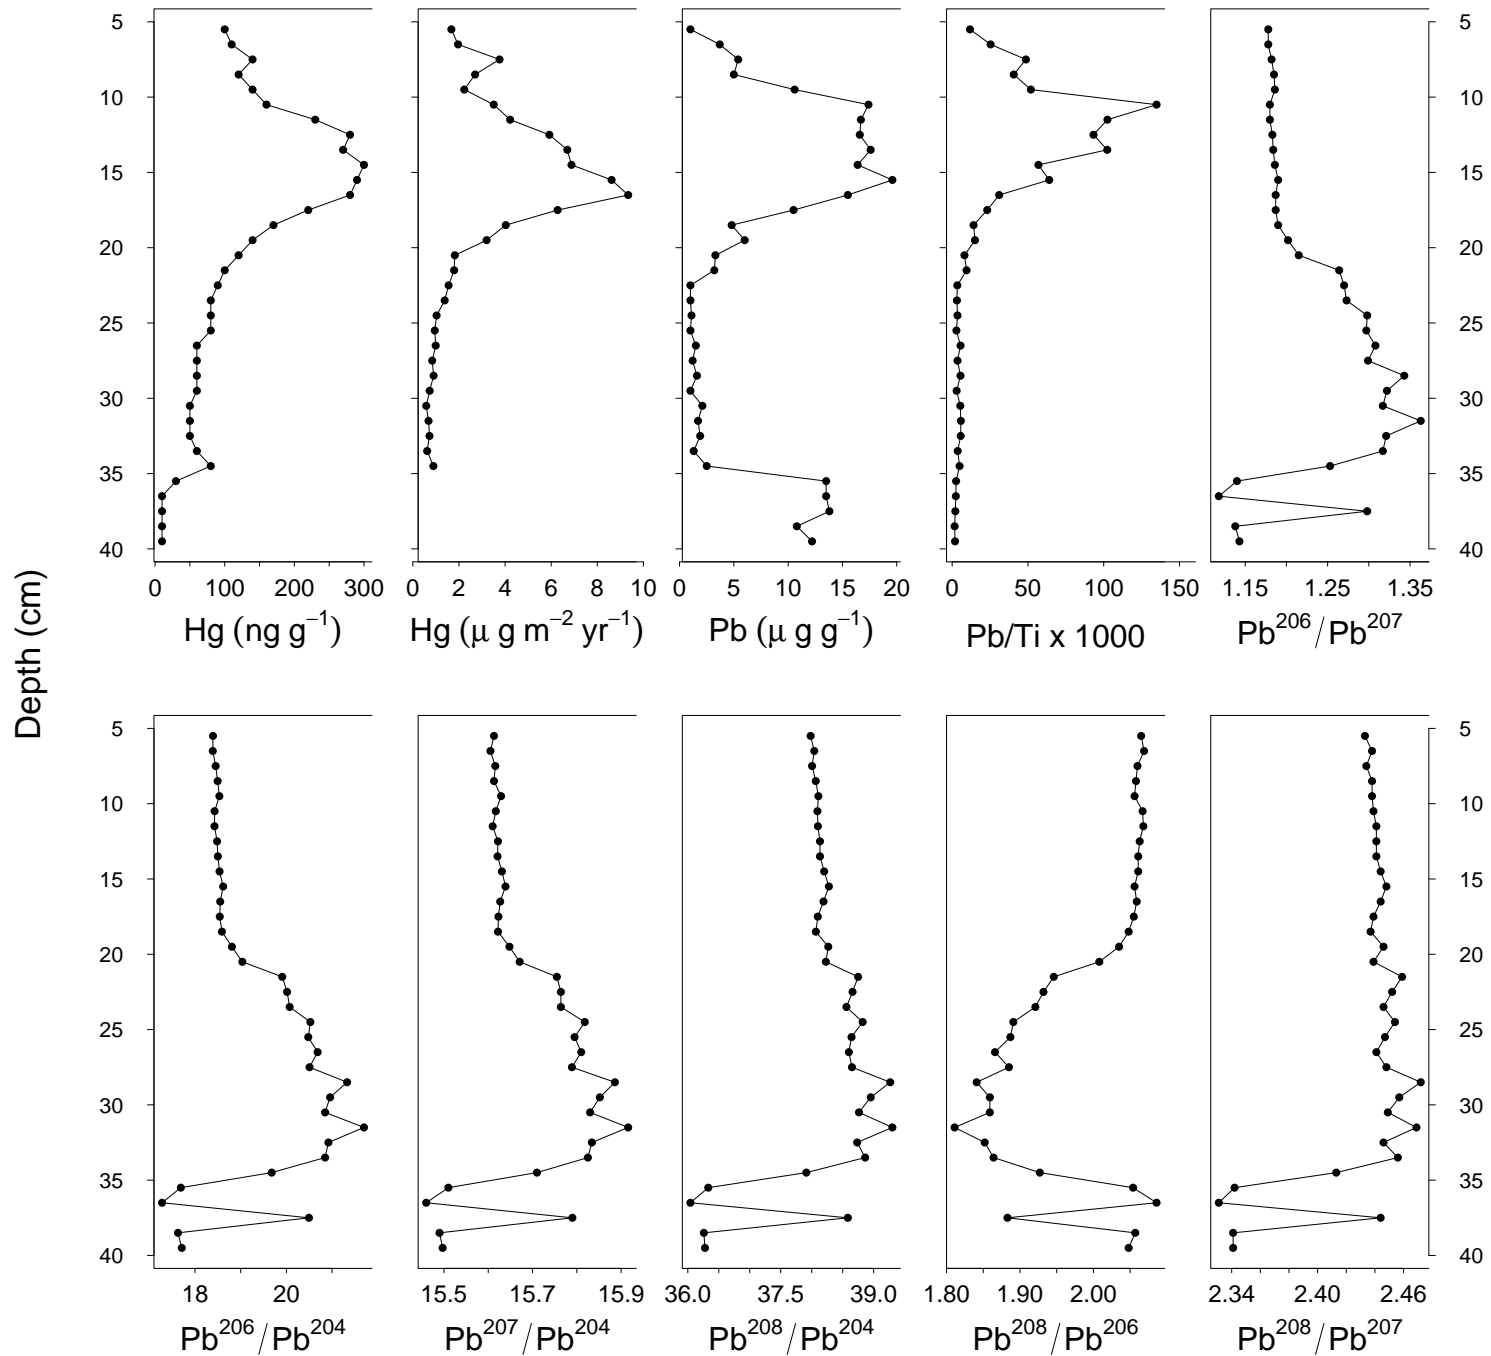 5
10
15
20
25
30
35
40
5
10
15
20
25
30
35
40
0 100 200 300
0 2 4 6 8 10
0 5 10 15 20
0 50 100 150
1.15 1.25 1.35
Hg (ng g⁻¹)
Hg (μ g m⁻² yr⁻¹)
Pb (μ g g⁻¹)
Pb/Ti x 1000
Pb²⁰⁶/Pb²⁰⁷
Depth (cm)
5
10
15
20
25
30
35
40
5
10
15
20
25
30
35
40
18 20
15.5 15.7 15.9
36.0 37.5 39.0
1.80 1.90 2.00
2.34 2.40 2.46
Pb²⁰⁶/Pb²⁰⁴
Pb²⁰⁷/Pb²⁰⁴
Pb²⁰⁸/Pb²⁰⁴
Pb²⁰⁸/Pb²⁰⁶
Pb²⁰⁸/Pb²⁰⁷